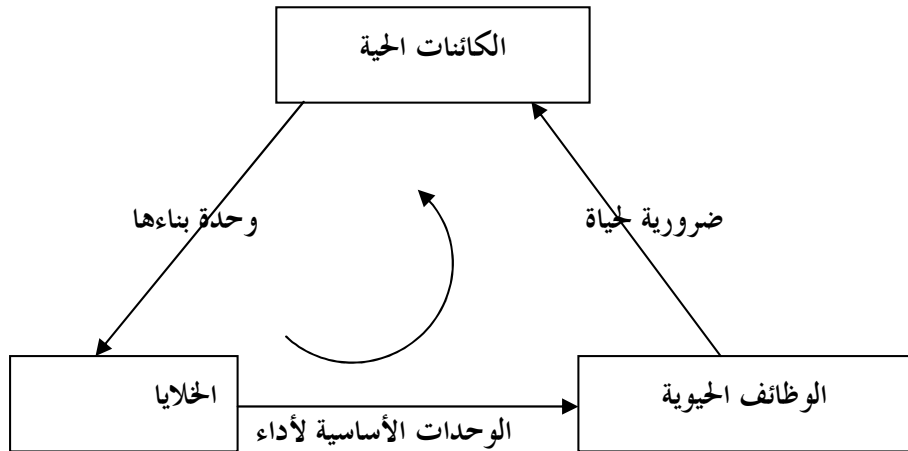 الكائنات الحية
ضرورية لحياة
وحدة بناءها
الوظائف الحيوية
الخلايا
الوحدات الأساسية لأداء